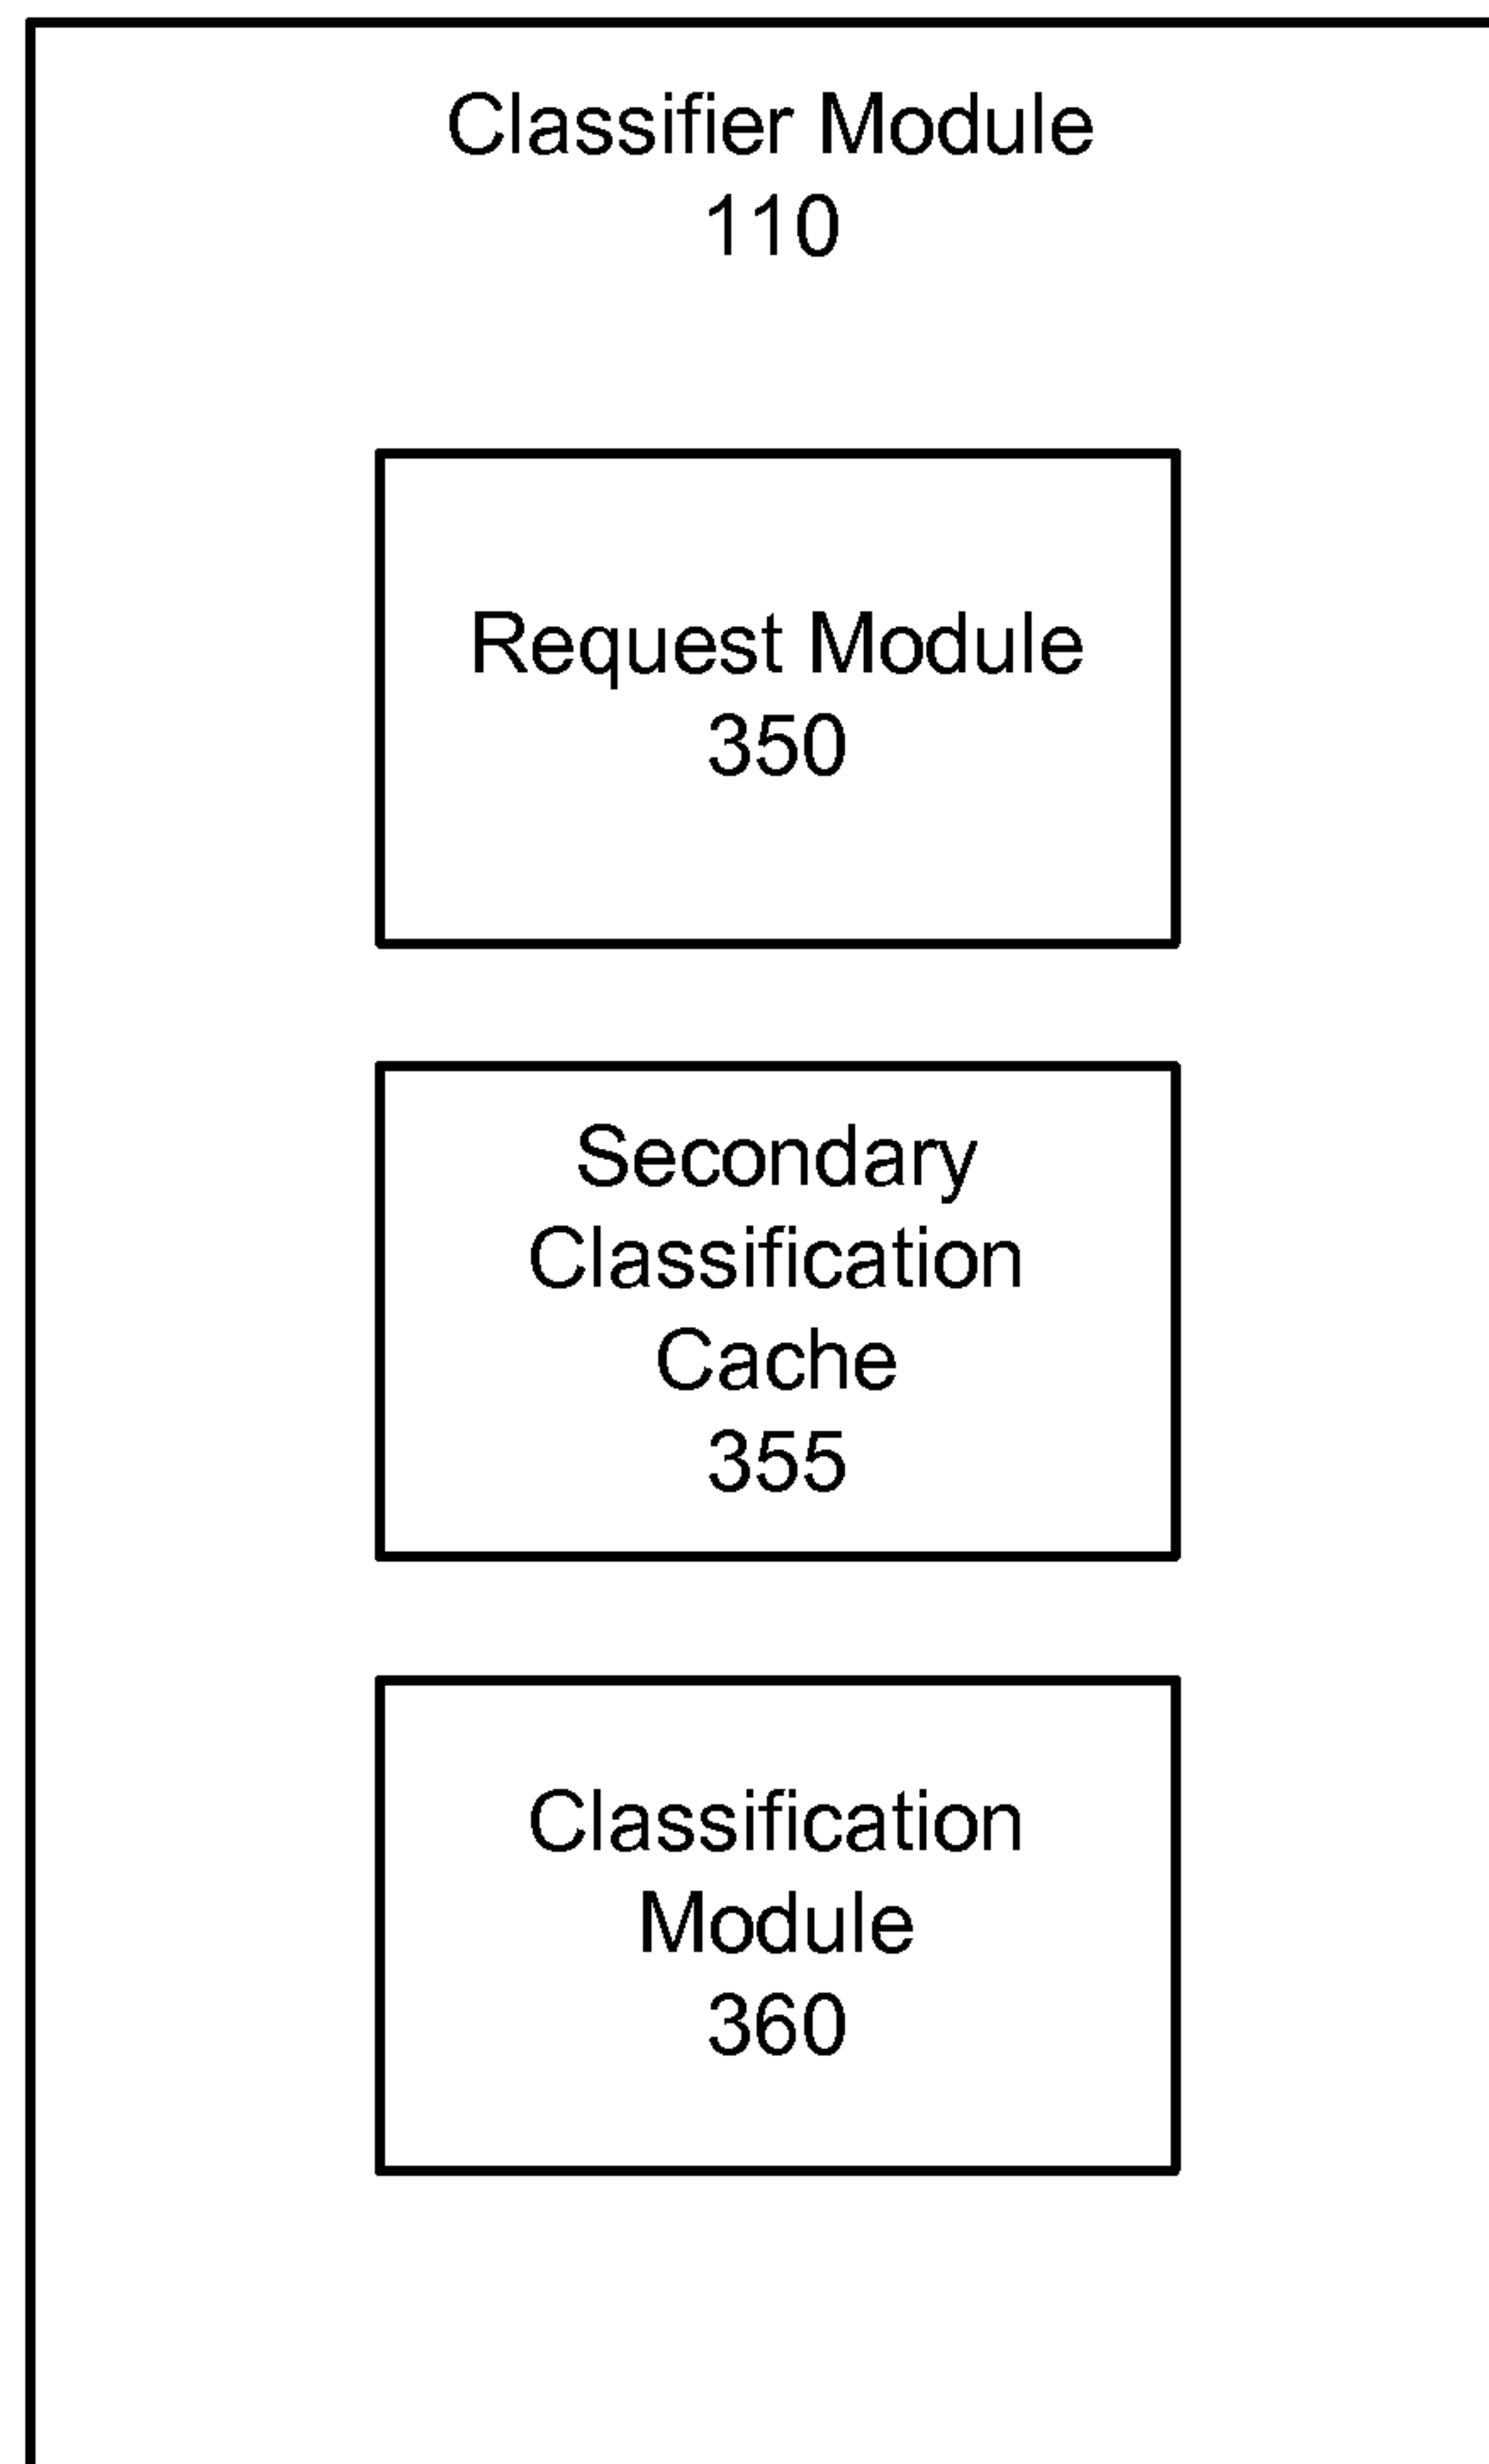 Classifier Module
110
Request Module
350
Secondary
Classification
Cache
355
Classification
Module
360